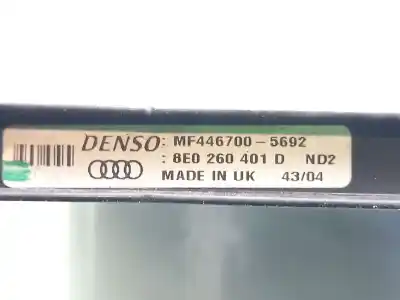 DENSO : MF446700-5692
: 8E0 260 401 D ND2
MADE IN UK 43/04